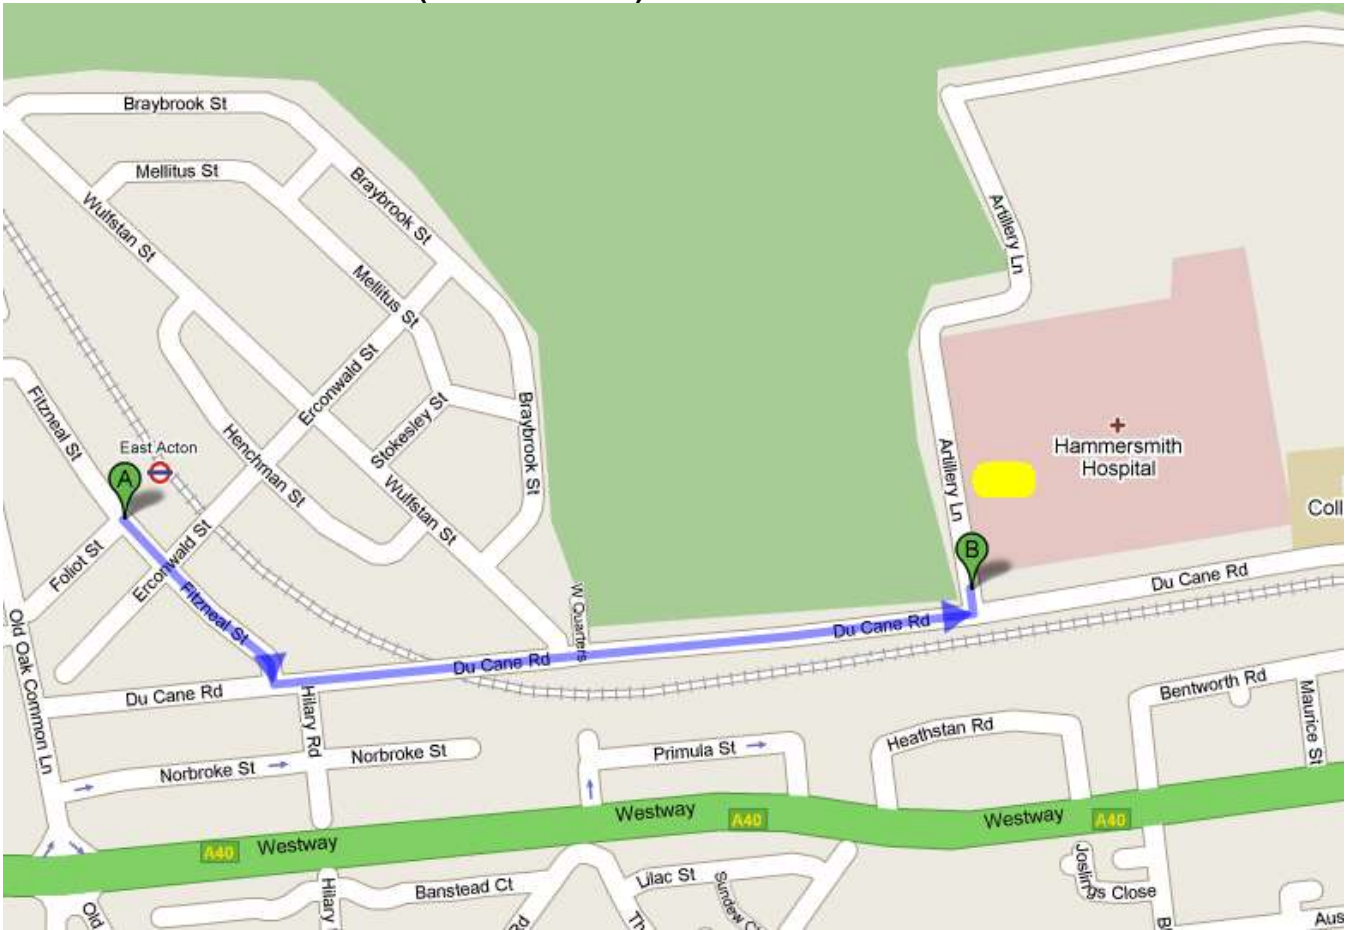 Braybrook St
Mellitus St
Braybrook St
Wulfstan St
Artillery Ln
Mellitus St
Erconwald St
Fitzneal St
Stokesley St
Braybrook St
East Acton
Henchman St
Hammersmith
Hospital
A
Artillery Ln
Wulfstan St
Coll
Foliot St
Erconwald St
B
Du Cane Rd
Fitzneal St
W Quarters
Du Cane Rd
Old Oak Common Ln
Du Cane Rd
Du Cane Rd
Hilary Rd
Bentworth Rd
Maurice St
Norbroke St
Norbroke St
Primula St
Heathstan Rd
Westway
A40
Westway
A40
A40
Westway
Banstead Ct
Lilac St
Sundew Ct
Hilary
Old
Rd
Th
Joslings Close
Aus